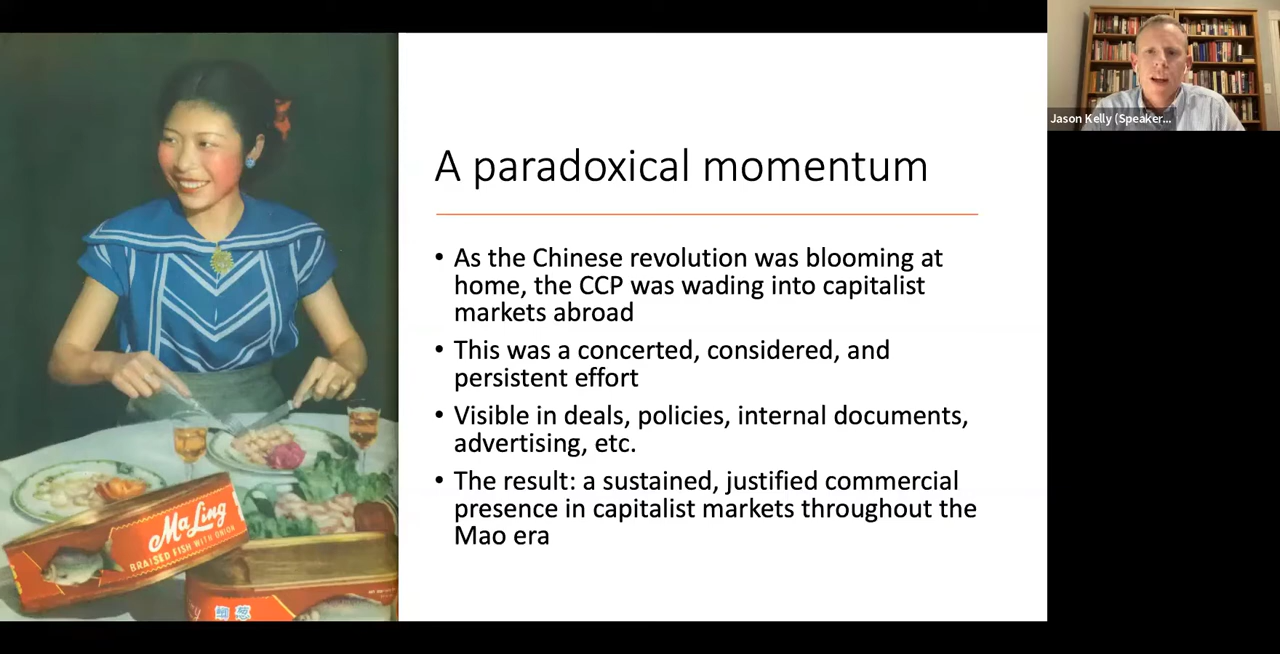 A paradoxical momentum
• As the Chinese revolution was blooming at
home, the CCP was wading into capitalist
markets abroad
• This was a concerted, considered, and
persistent effort
• Visible in deals, policies, internal documents,
advertising, etc.
• The result: a sustained, justified commercial
presence in capitalist markets throughout the
Mao era
MaLing
BRAISED FISH WITH ONION
Jason Kelly (Speaker...